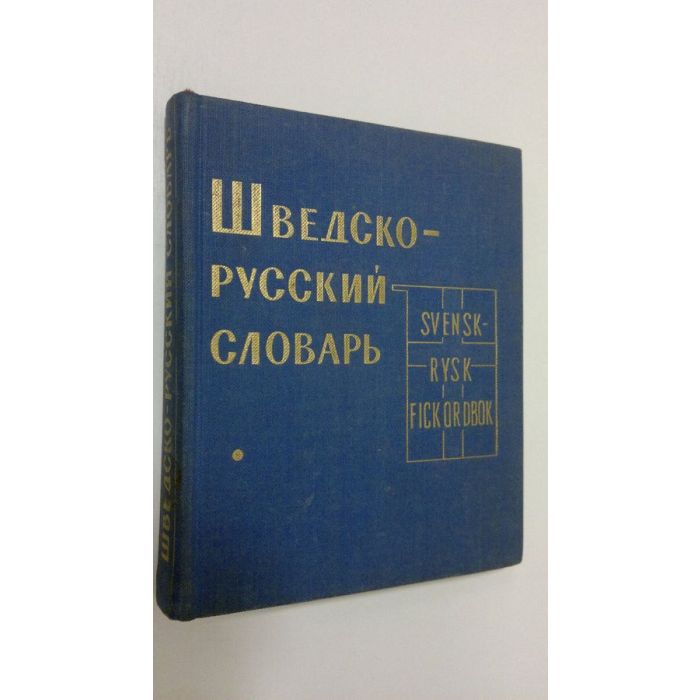 ШВЕДСКО-
РУССКИЙ
СЛОВАРЬ
SVENSK-
RYSK
FICKORDBOK
ШВЕДСКО-РУССКИЙ СЛОВАРЬ